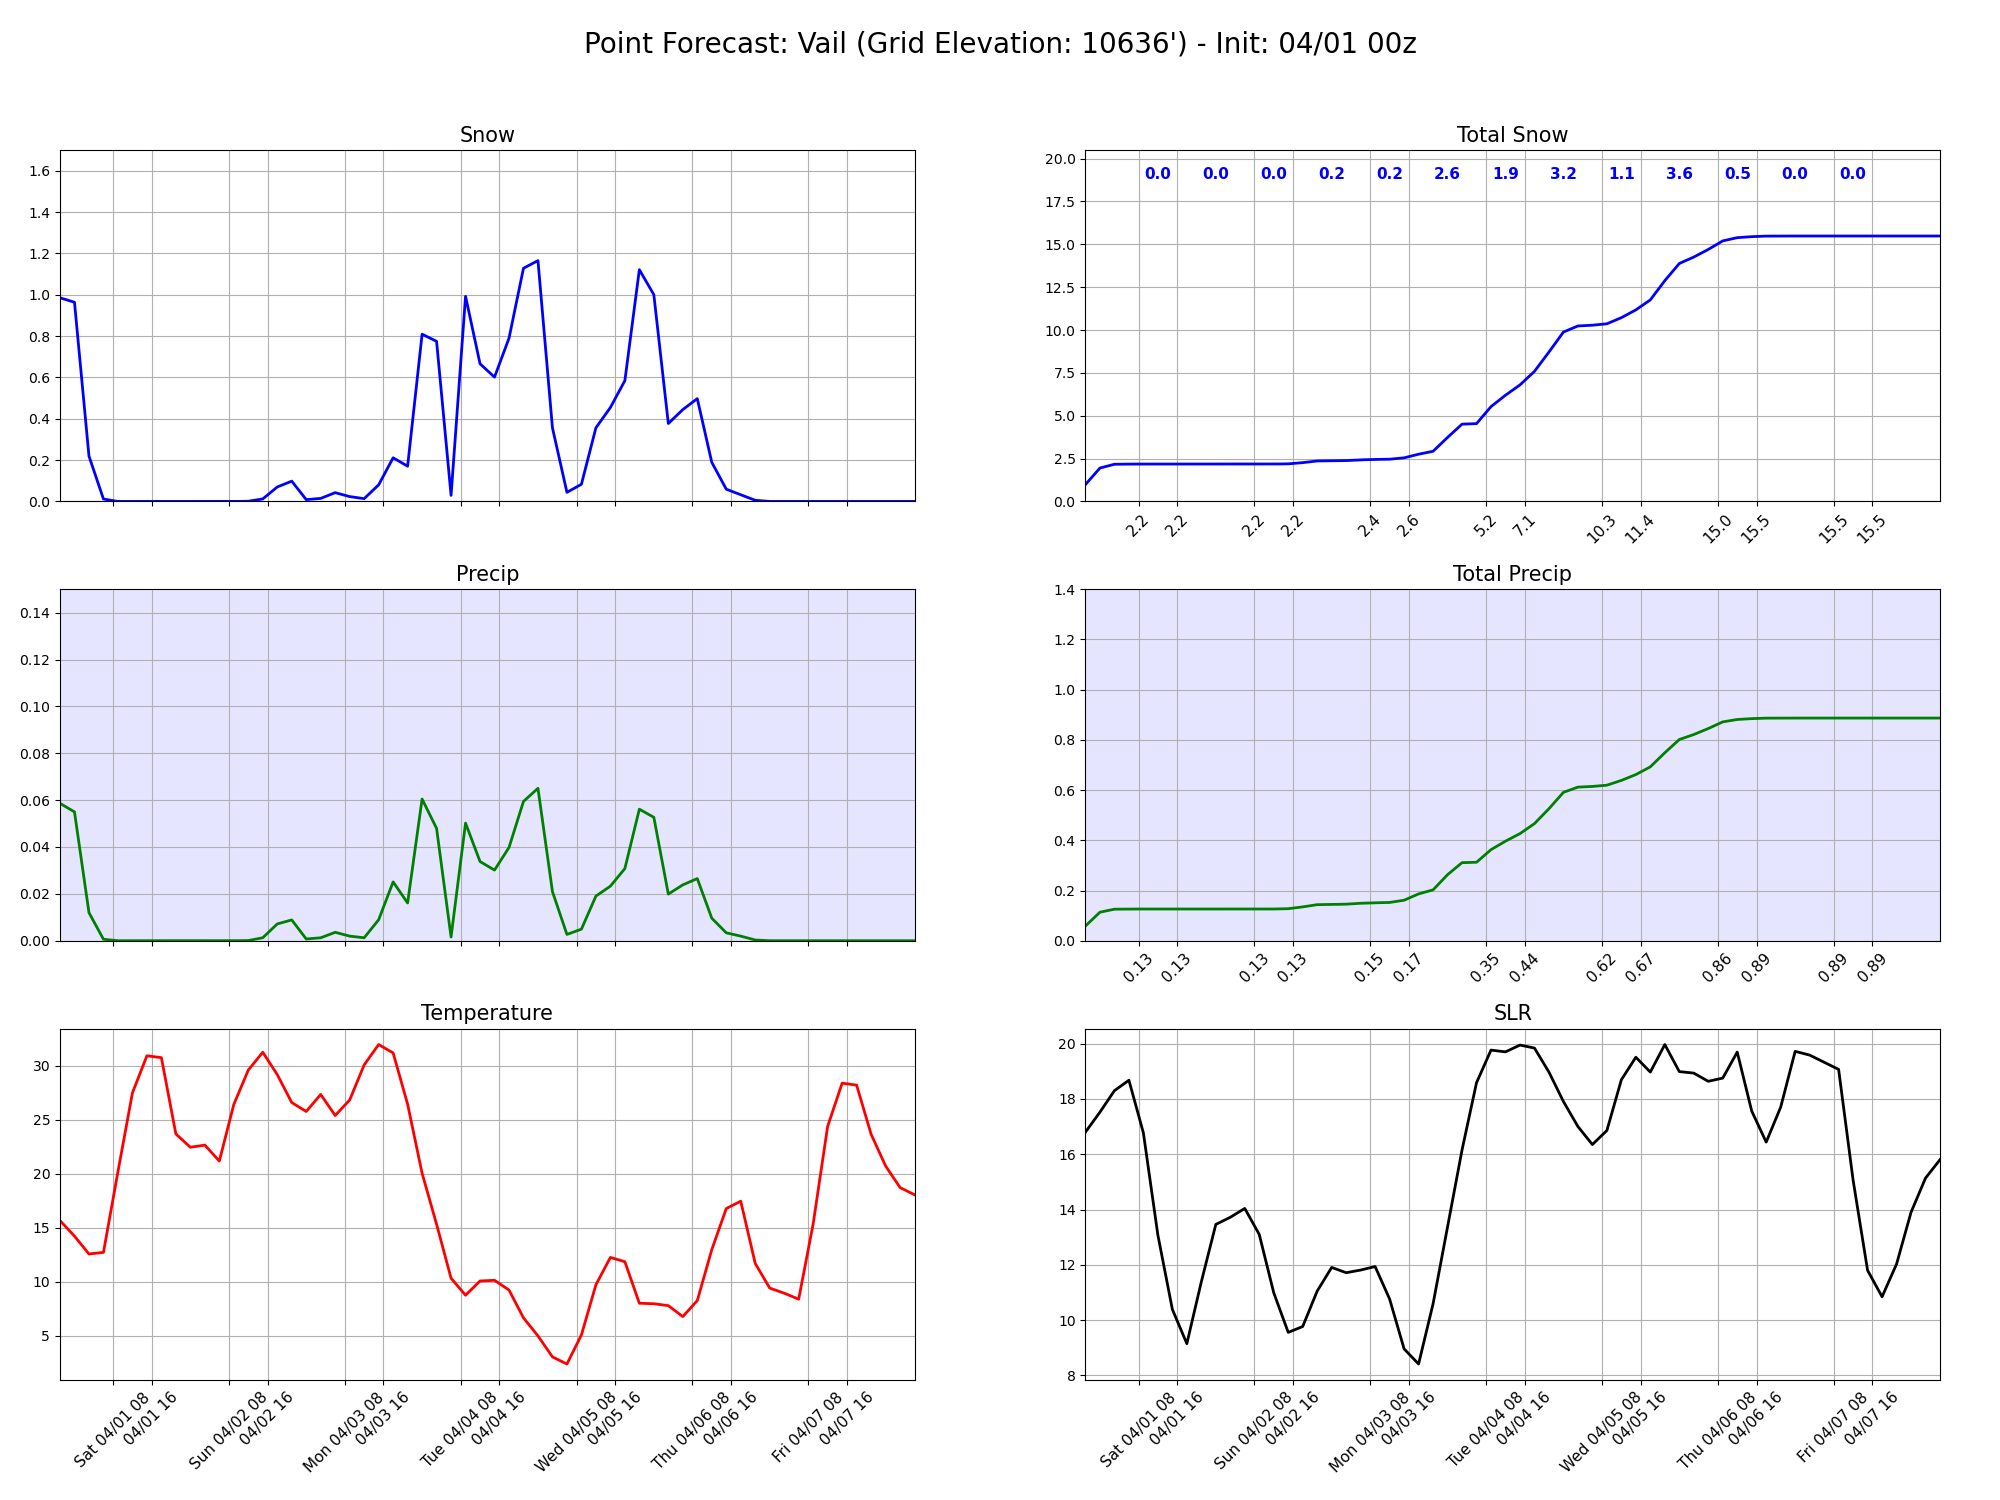 Point Forecast: Vail (Grid Elevation: 10636') - Init: 04/01 00z
Snow
1.6
1.4
1.2
1.0
0.8
0.6
0.4
0.2
0.0
Total Snow
20.0
17.5
15.0
12.5
10.0
7.5
5.0
2.5
0.0
0.0 0.0 0.0 0.2 0.2 2.6 1.9 3.2 1.1 3.6 0.5 0.0 0.0
2.2 2.2 2.2 2.2 2.4 2.6 5.2 7.1 10.3 11.4 15.0 15.5 15.5 15.5
Precip
0.14
0.12
0.10
0.08
0.06
0.04
0.02
0.00
Total Precip
1.4
1.2
1.0
0.8
0.6
0.4
0.2
0.0
0.13 0.13 0.13 0.13 0.15 0.17 0.35 0.44 0.62 0.67 0.86 0.89 0.89 0.89
Temperature
30
25
20
15
10
5
Sat 04/01 08
04/01 16
Sun 04/02 08
04/02 16
Mon 04/03 08
04/03 16
Tue 04/04 08
04/04 16
Wed 04/05 08
04/05 16
Thu 04/06 08
04/06 16
Fri 04/07 08
04/07 16
SLR
20
18
16
14
12
10
8
Sat 04/01 08
04/01 16
Sun 04/02 08
04/02 16
Mon 04/03 08
04/03 16
Tue 04/04 08
04/04 16
Wed 04/05 08
04/05 16
Thu 04/06 08
04/06 16
Fri 04/07 08
04/07 16